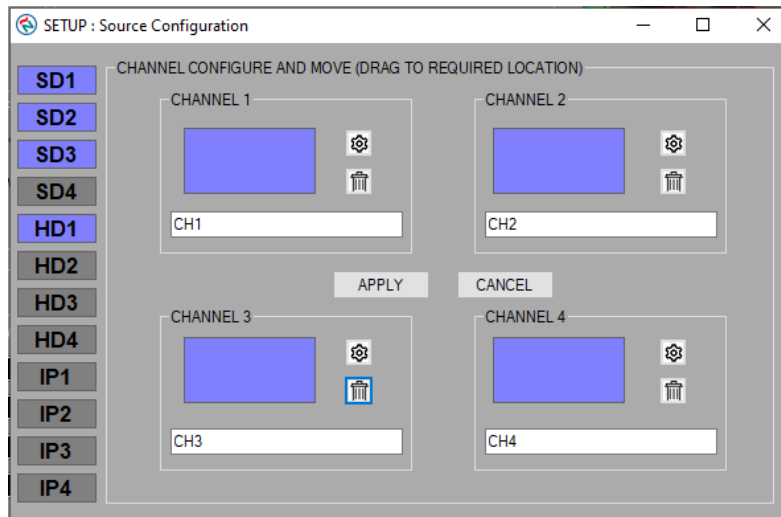 SETUP : Source Configuration
SD1
SD2
SD3
SD4
HD1
HD2
HD3
HD4
IP1
IP2
IP3
IP4
CHANNEL CONFIGURE AND MOVE (DRAG TO REQUIRED LOCATION)
CHANNEL 1
CH1
CHANNEL 2
CH2
APPLY
CANCEL
CHANNEL 3
CH3
CHANNEL 4
CH4